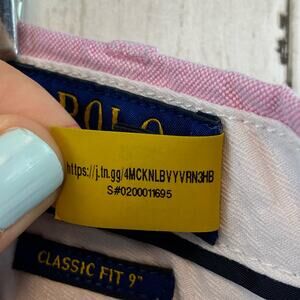 POLO
https://j.tn.gg/4MCKNLBVYVRN3HB
S#0200011695
CLASSIC FIT 9"